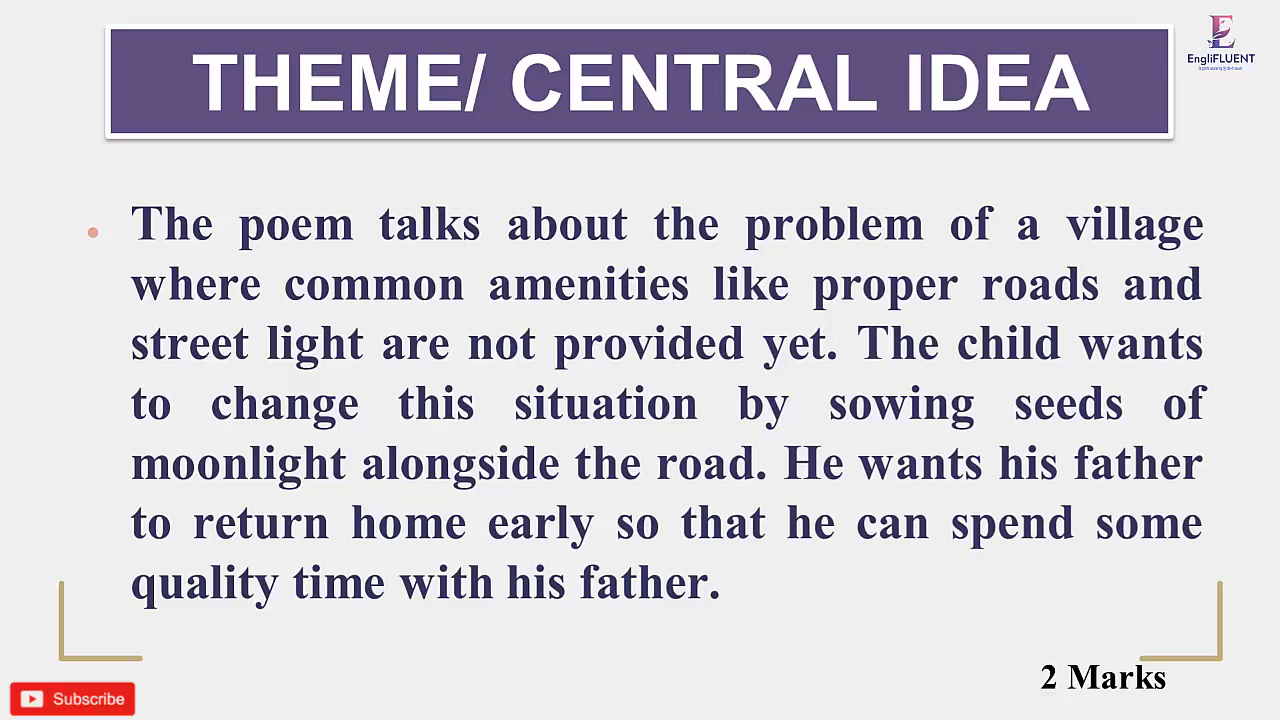 THEME/ CENTRAL IDEA
EngliFLUENT
The poem talks about the problem of a village
where common amenities like proper roads and
street light are not provided yet. The child wants
to change this situation by sowing seeds of
moonlight alongside the road. He wants his father
to return home early so that he can spend some
quality time with his father.
2 Marks
Subscribe